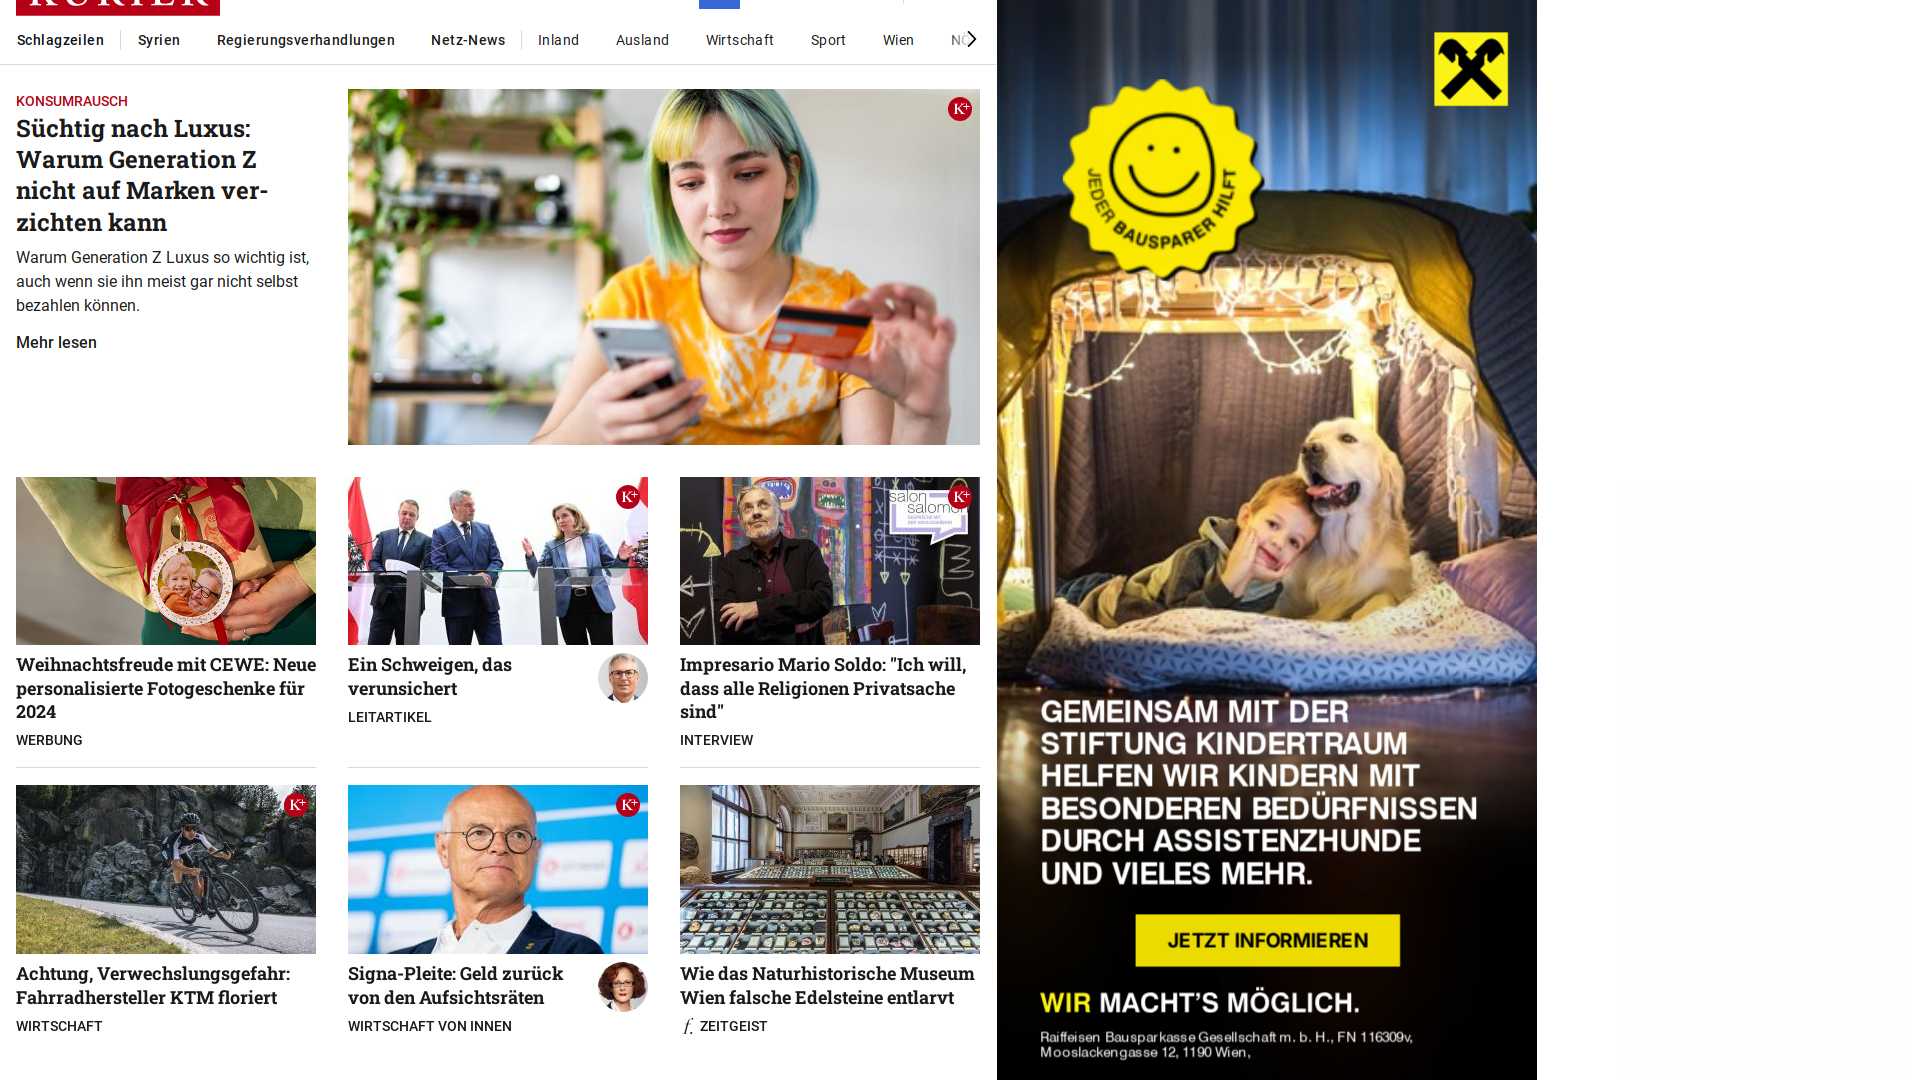 KURIER
Schlagzeilen
Syrien
Regierungsverhandlungen
Netz-News
Inland
Ausland
Wirtschaft
Sport
Wien
KONSUMRAUSCH
Süchtig nach Luxus:
Warum Generation Z
nicht auf Marken ver-
zichten kann
Warum Generation Z Luxus so wichtig ist,
auch wenn sie ihn meist gar nicht selbst
bezahlen können.
Mehr lesen
K+
K+
salon
K+
Weihnachtsfreude mit CEWE: Neue
personalisierte Fotogeschenke für
2024
WERBUNG
Ein Schweigen, das
verunsichert
LEITARTIKEL
Impresario Mario Soldo: "Ich will,
dass alle Religionen Privatsache
sind"
INTERVIEW
K+
K+
Achtung, Verwechslungsgefahr:
Fahrradhersteller KTM floriert
WIRTSCHAFT
Signa-Pleite: Geld zurück
von den Aufsichtsräten
WIRTSCHAFT VON INNEN
Wie das Naturhistorische Museum
Wien falsche Edelsteine entlarvt
f. ZEITGEIST
JEDER BAUSPARER HILFT
GEMEINSAM MIT DER
STIFTUNG KINDERTRAUM
HELFEN WIR KINDERN MIT
BESONDEREN BEDÜRFNISSEN
DURCH ASSISTENZHUNDE
UND VIELES MEHR.
JETZT INFORMIEREN
WIR MACHT'S MÖGLICH.
Raiffeisen Bausparkasse Gesellschaft m. b. H., FN 116309v,
Mooslackengasse 12, 1190 Wien,